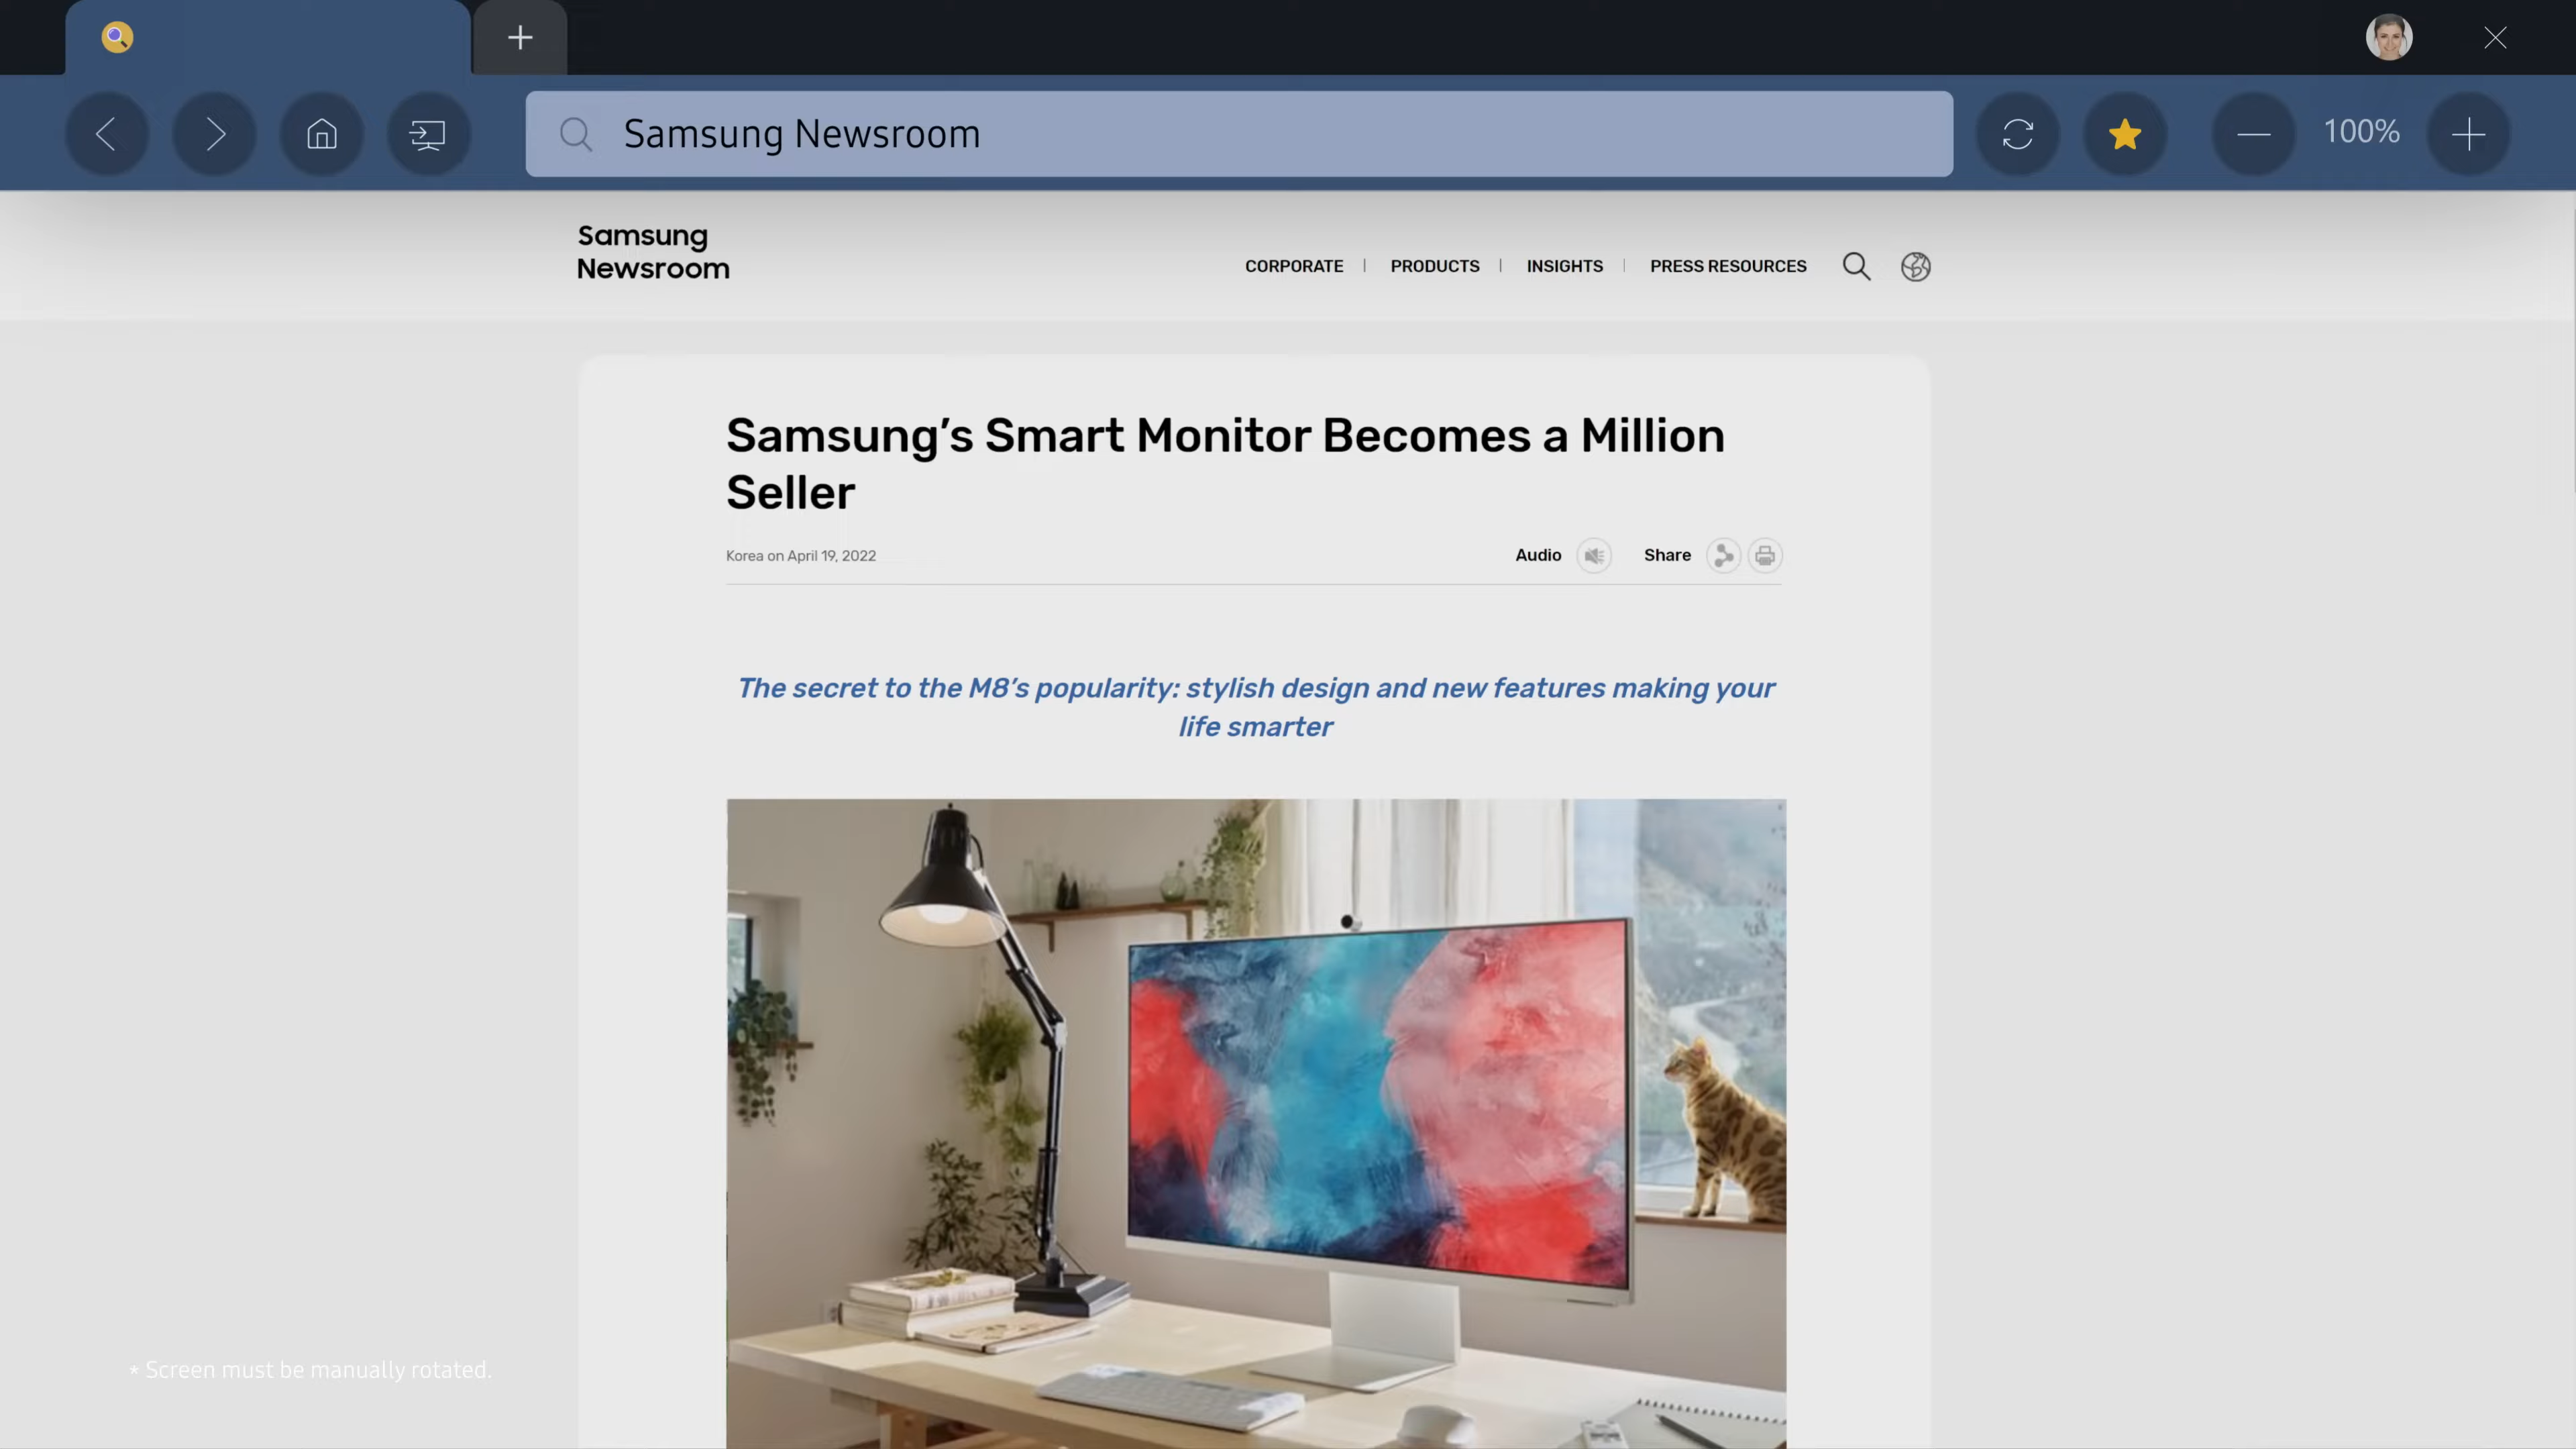 Samsung Newsroom
100%
Samsung
Newsroom
CORPORATE | PRODUCTS | INSIGHTS | PRESS RESOURCES
Samsung’s Smart Monitor Becomes a Million
Seller
Korea on April 19, 2022
Audio
Share
The secret to the M8’s popularity: stylish design and new features making your
life smarter
* Screen must be manually rotated.